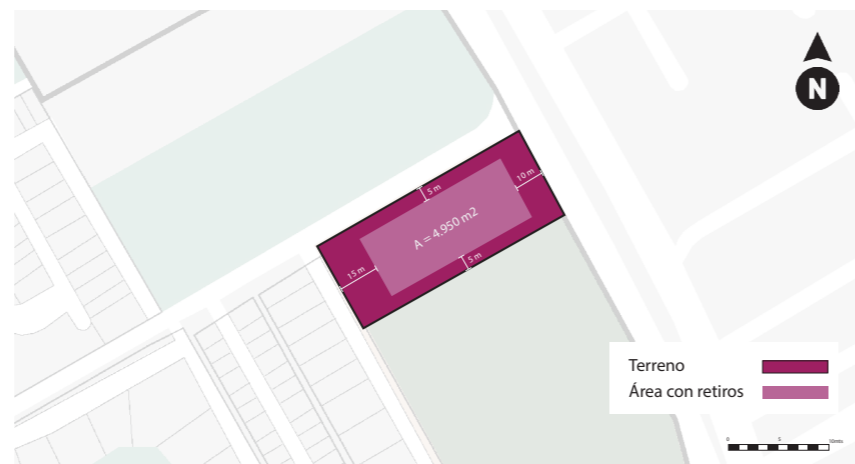 N
5 m
10 m
A = 4,950 m2
15 m
5 m
Terreno
Área con retiros
0 5 10mts.